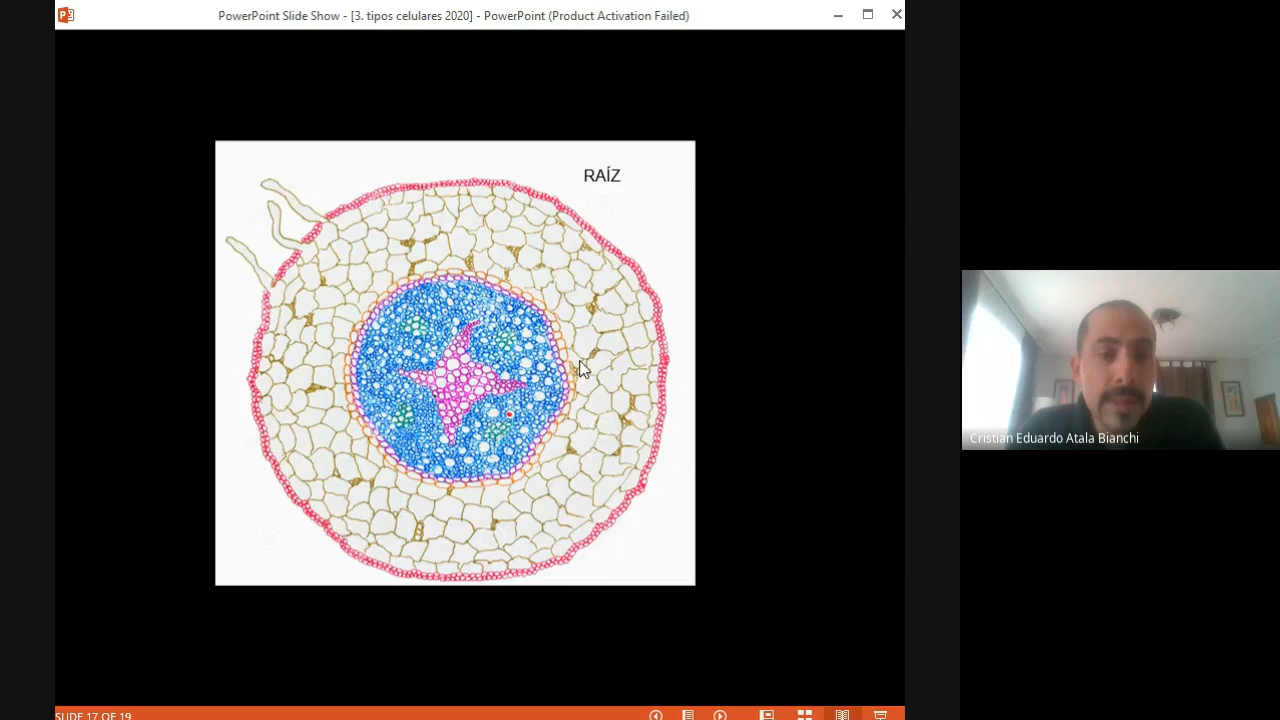 PowerPoint Slide Show - [3. tipos celulares 2020] - PowerPoint (Product Activation Failed)
RAÍZ
Cristian Eduardo Atala Bianchi
SLIDE 17 OF 19